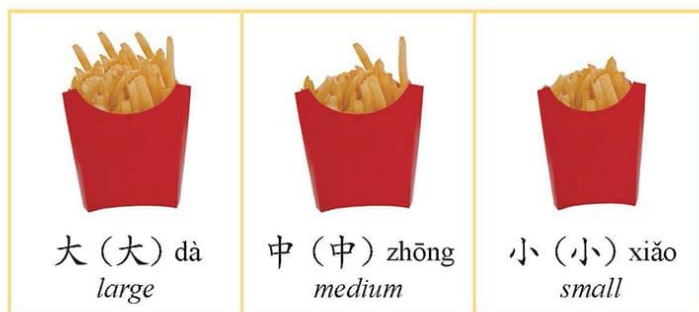 大（大）dà
large
中（中）zhōng
medium
小（小）xiǎo
small